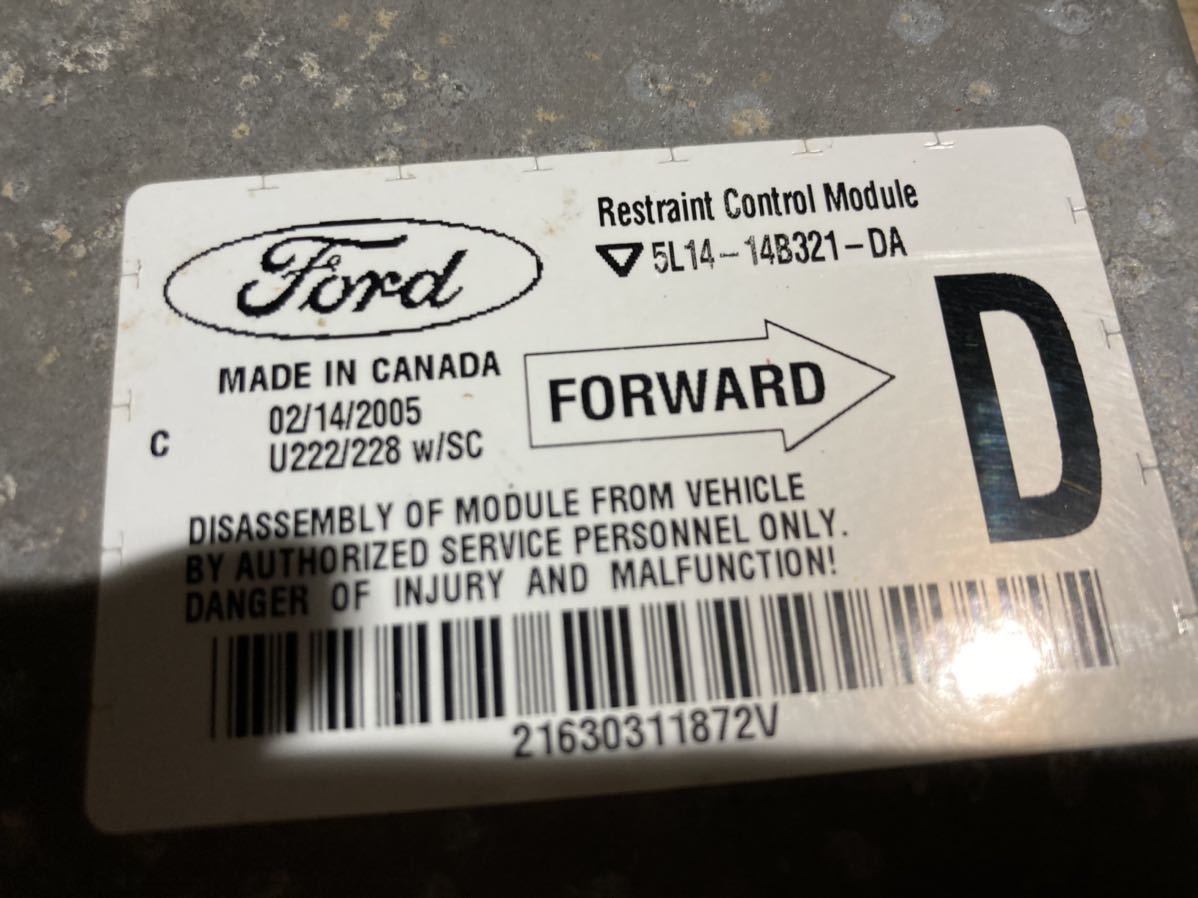 Ford
Restraint Control Module
5L14-14B321-DA
MADE IN CANADA
02/14/2005
C
U222/228 w/SC
FORWARD
D
DISASSEMBLY OF MODULE FROM VEHICLE
BY AUTHORIZED SERVICE PERSONNEL ONLY.
DANGER OF INJURY AND MALFUNCTION!
21630311872V